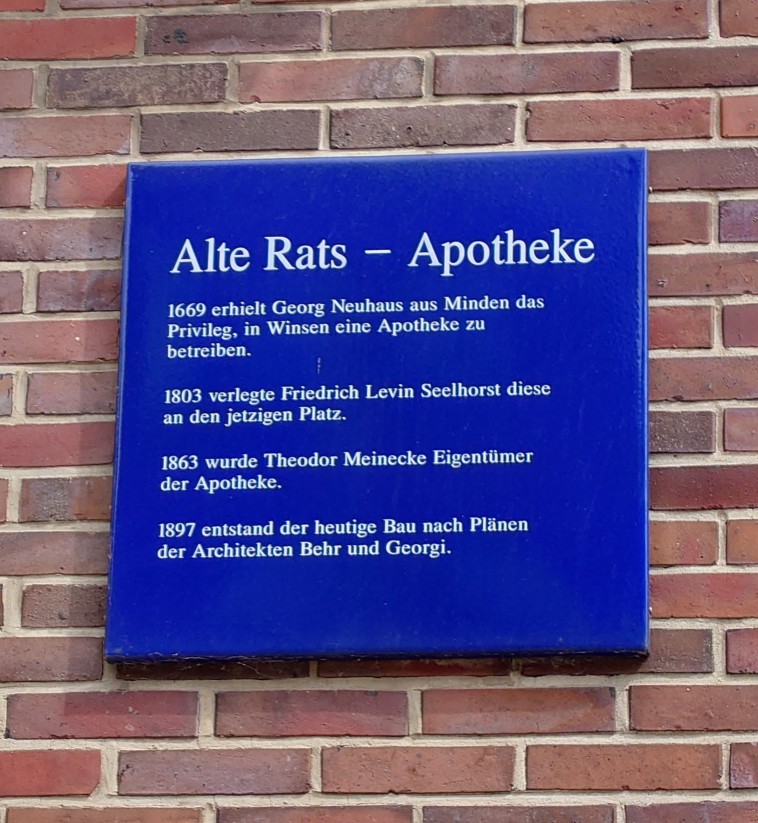 Alte Rats – Apotheke
1669 erhielt Georg Neuhaus aus Minden das
Privileg, in Winsen eine Apotheke zu
betreiben.
1803 verlegte Friedrich Levin Seelhorst diese
an den jetzigen Platz.
1863 wurde Theodor Meinecke Eigentümer
der Apotheke.
1897 entstand der heutige Bau nach Plänen
der Architekten Behr und Georgi.